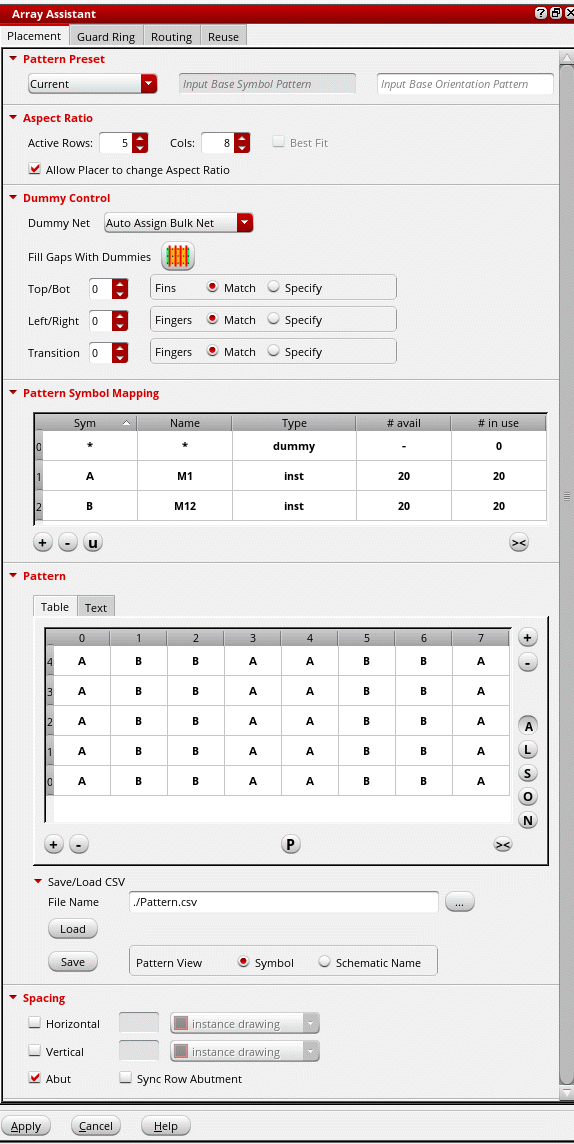 Array Assistant
Placement Guard Ring Routing Reuse
Pattern Preset
Current Input Base Symbol Pattern Input Base Orientation Pattern
Aspect Ratio
Active Rows: 5 Cols: 8 Best Fit
Allow Placer to change Aspect Ratio
Dummy Control
Dummy Net Auto Assign Bulk Net
Fill Gaps With Dummies
Top/Bot 0 Fins Match Specify
Left/Right 0 Fingers Match Specify
Transition 0 Fingers Match Specify
Pattern Symbol Mapping
Sym Name Type # avail # in use
0 * * dummy - 0
1 A M1 inst 20 20
2 B M12 inst 20 20
+ - u ><
Pattern
Table Text
0 1 2 3 4 5 6 7 +
4 A B B A A B B A -
3 A B B A A B B A
2 A B B A A B B A A
1 A B B A A B B A L
0 A B B A A B B A S
O
N
+ - P ><
Save/Load CSV
File Name ./Pattern.csv ...
Load
Save Pattern View Symbol Schematic Name
Spacing
Horizontal instance drawing
Vertical instance drawing
Abut Sync Row Abutment
Apply Cancel Help